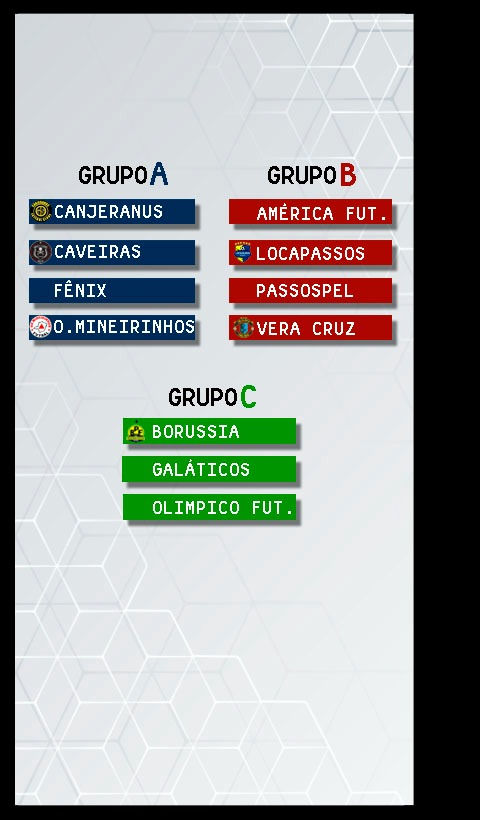 GRUPO A
CANJERANUS
CAVEIRAS
FÊNIX
O.MINEIRINHOS
GRUPO B
AMÉRICA FUT.
LOCAPASSOS
PASSOSPEL
VERA CRUZ
GRUPO C
BORUSSIA
GALÁTICOS
OLIMPICO FUT.